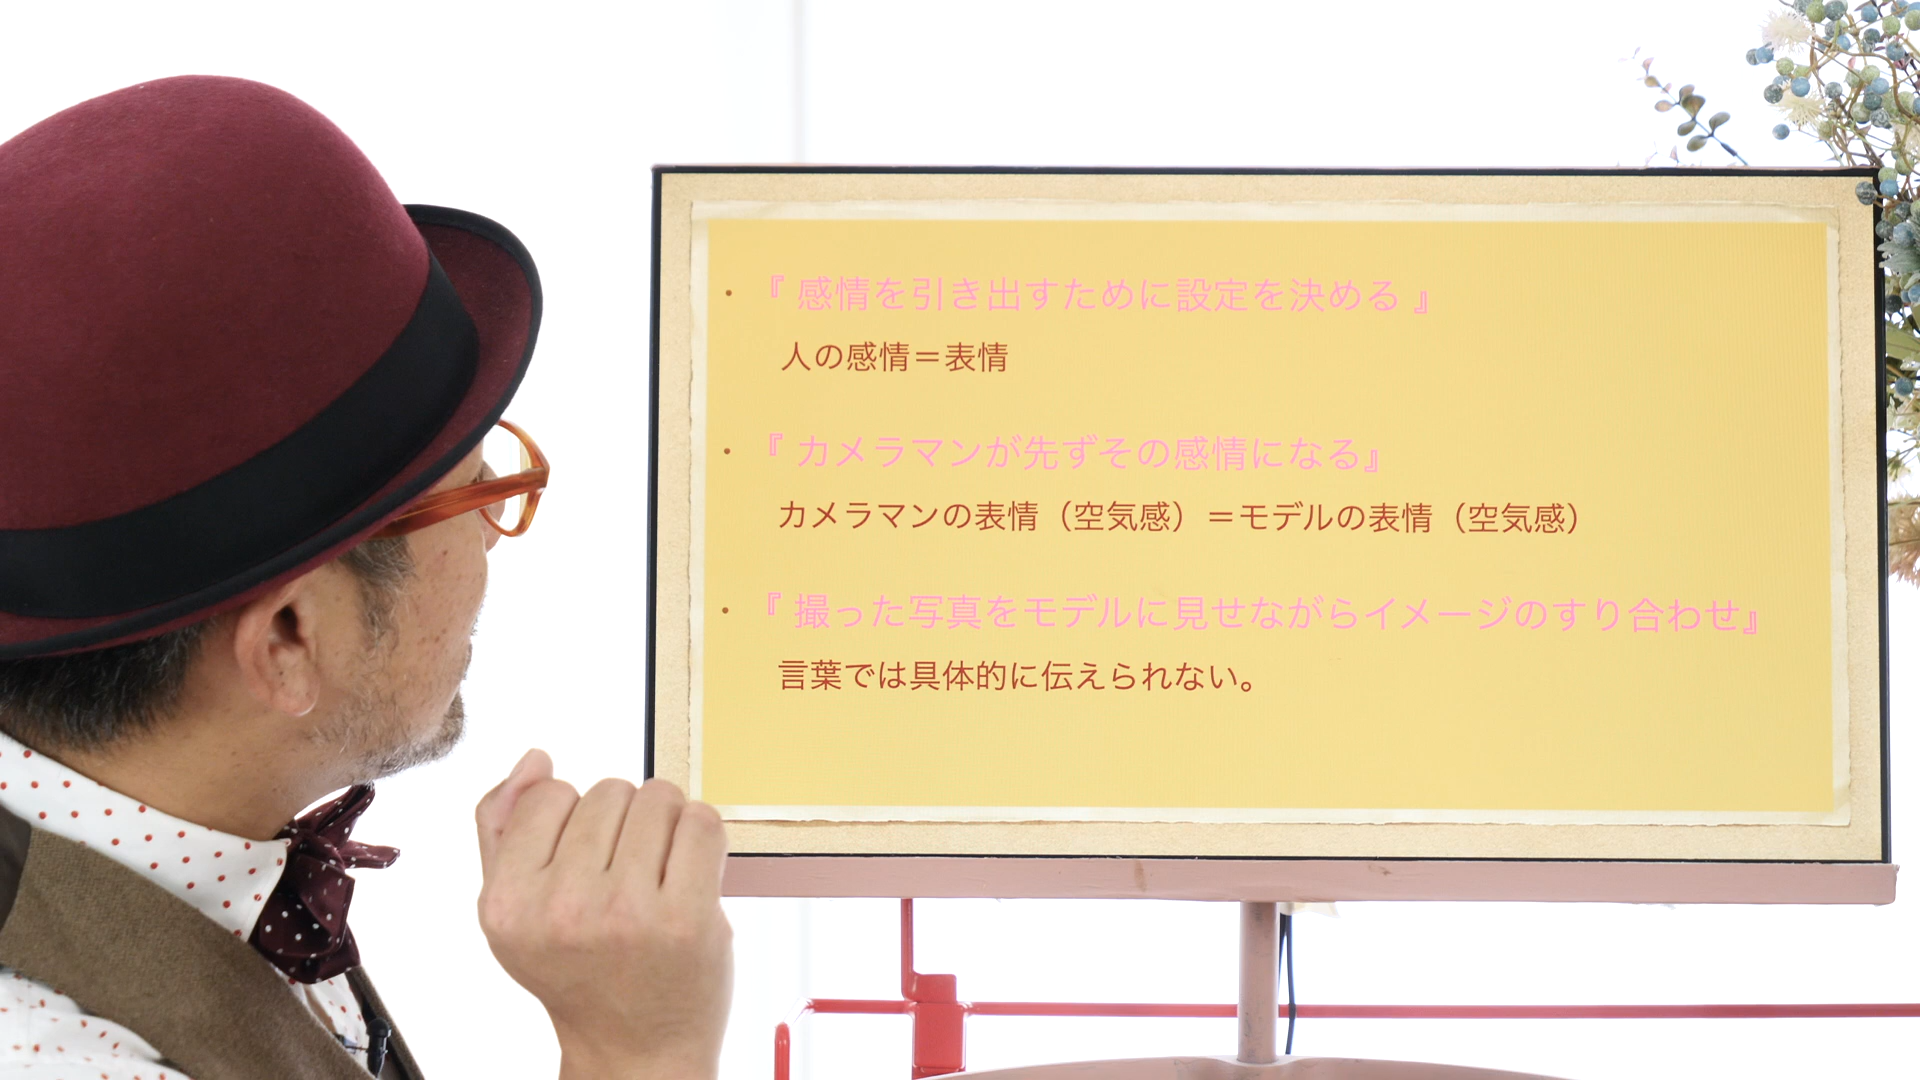 ・『 感情を引き出すために設定を決める 』
人の感情＝表情
・『 カメラマンが先ずその感情になる』
カメラマンの表情（空気感）＝モデルの表情（空気感）
・『 撮った写真をモデルに見せながらイメージのすり合わせ』
言葉では具体的に伝えられない。